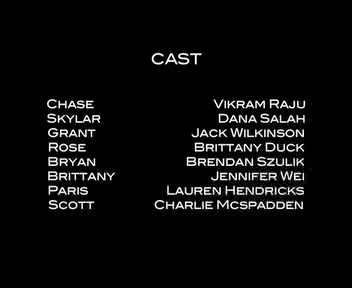 CAST
CHASE VIKRAM RAJU
SKYLAR DANA SALAH
GRANT JACK WILKINSON
ROSE BRITTANY DUCK
BRYAN BRENDAN SZULIK
BRITTANY JENNIFER WEI
PARIS LAUREN HENDRICKS
SCOTT CHARLIE MCSPADDEN